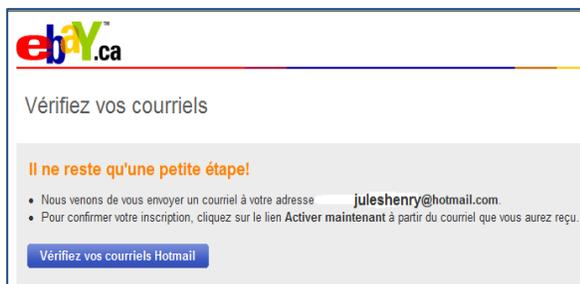 ebaY™.ca
Vérifiez vos courriels
Il ne reste qu'une petite étape!
• Nous venons de vous envoyer un courriel à votre adresse juleshenry@hotmail.com.
• Pour confirmer votre inscription, cliquez sur le lien Activer maintenant à partir du courriel que vous aurez reçu.
Vérifiez vos courriels Hotmail